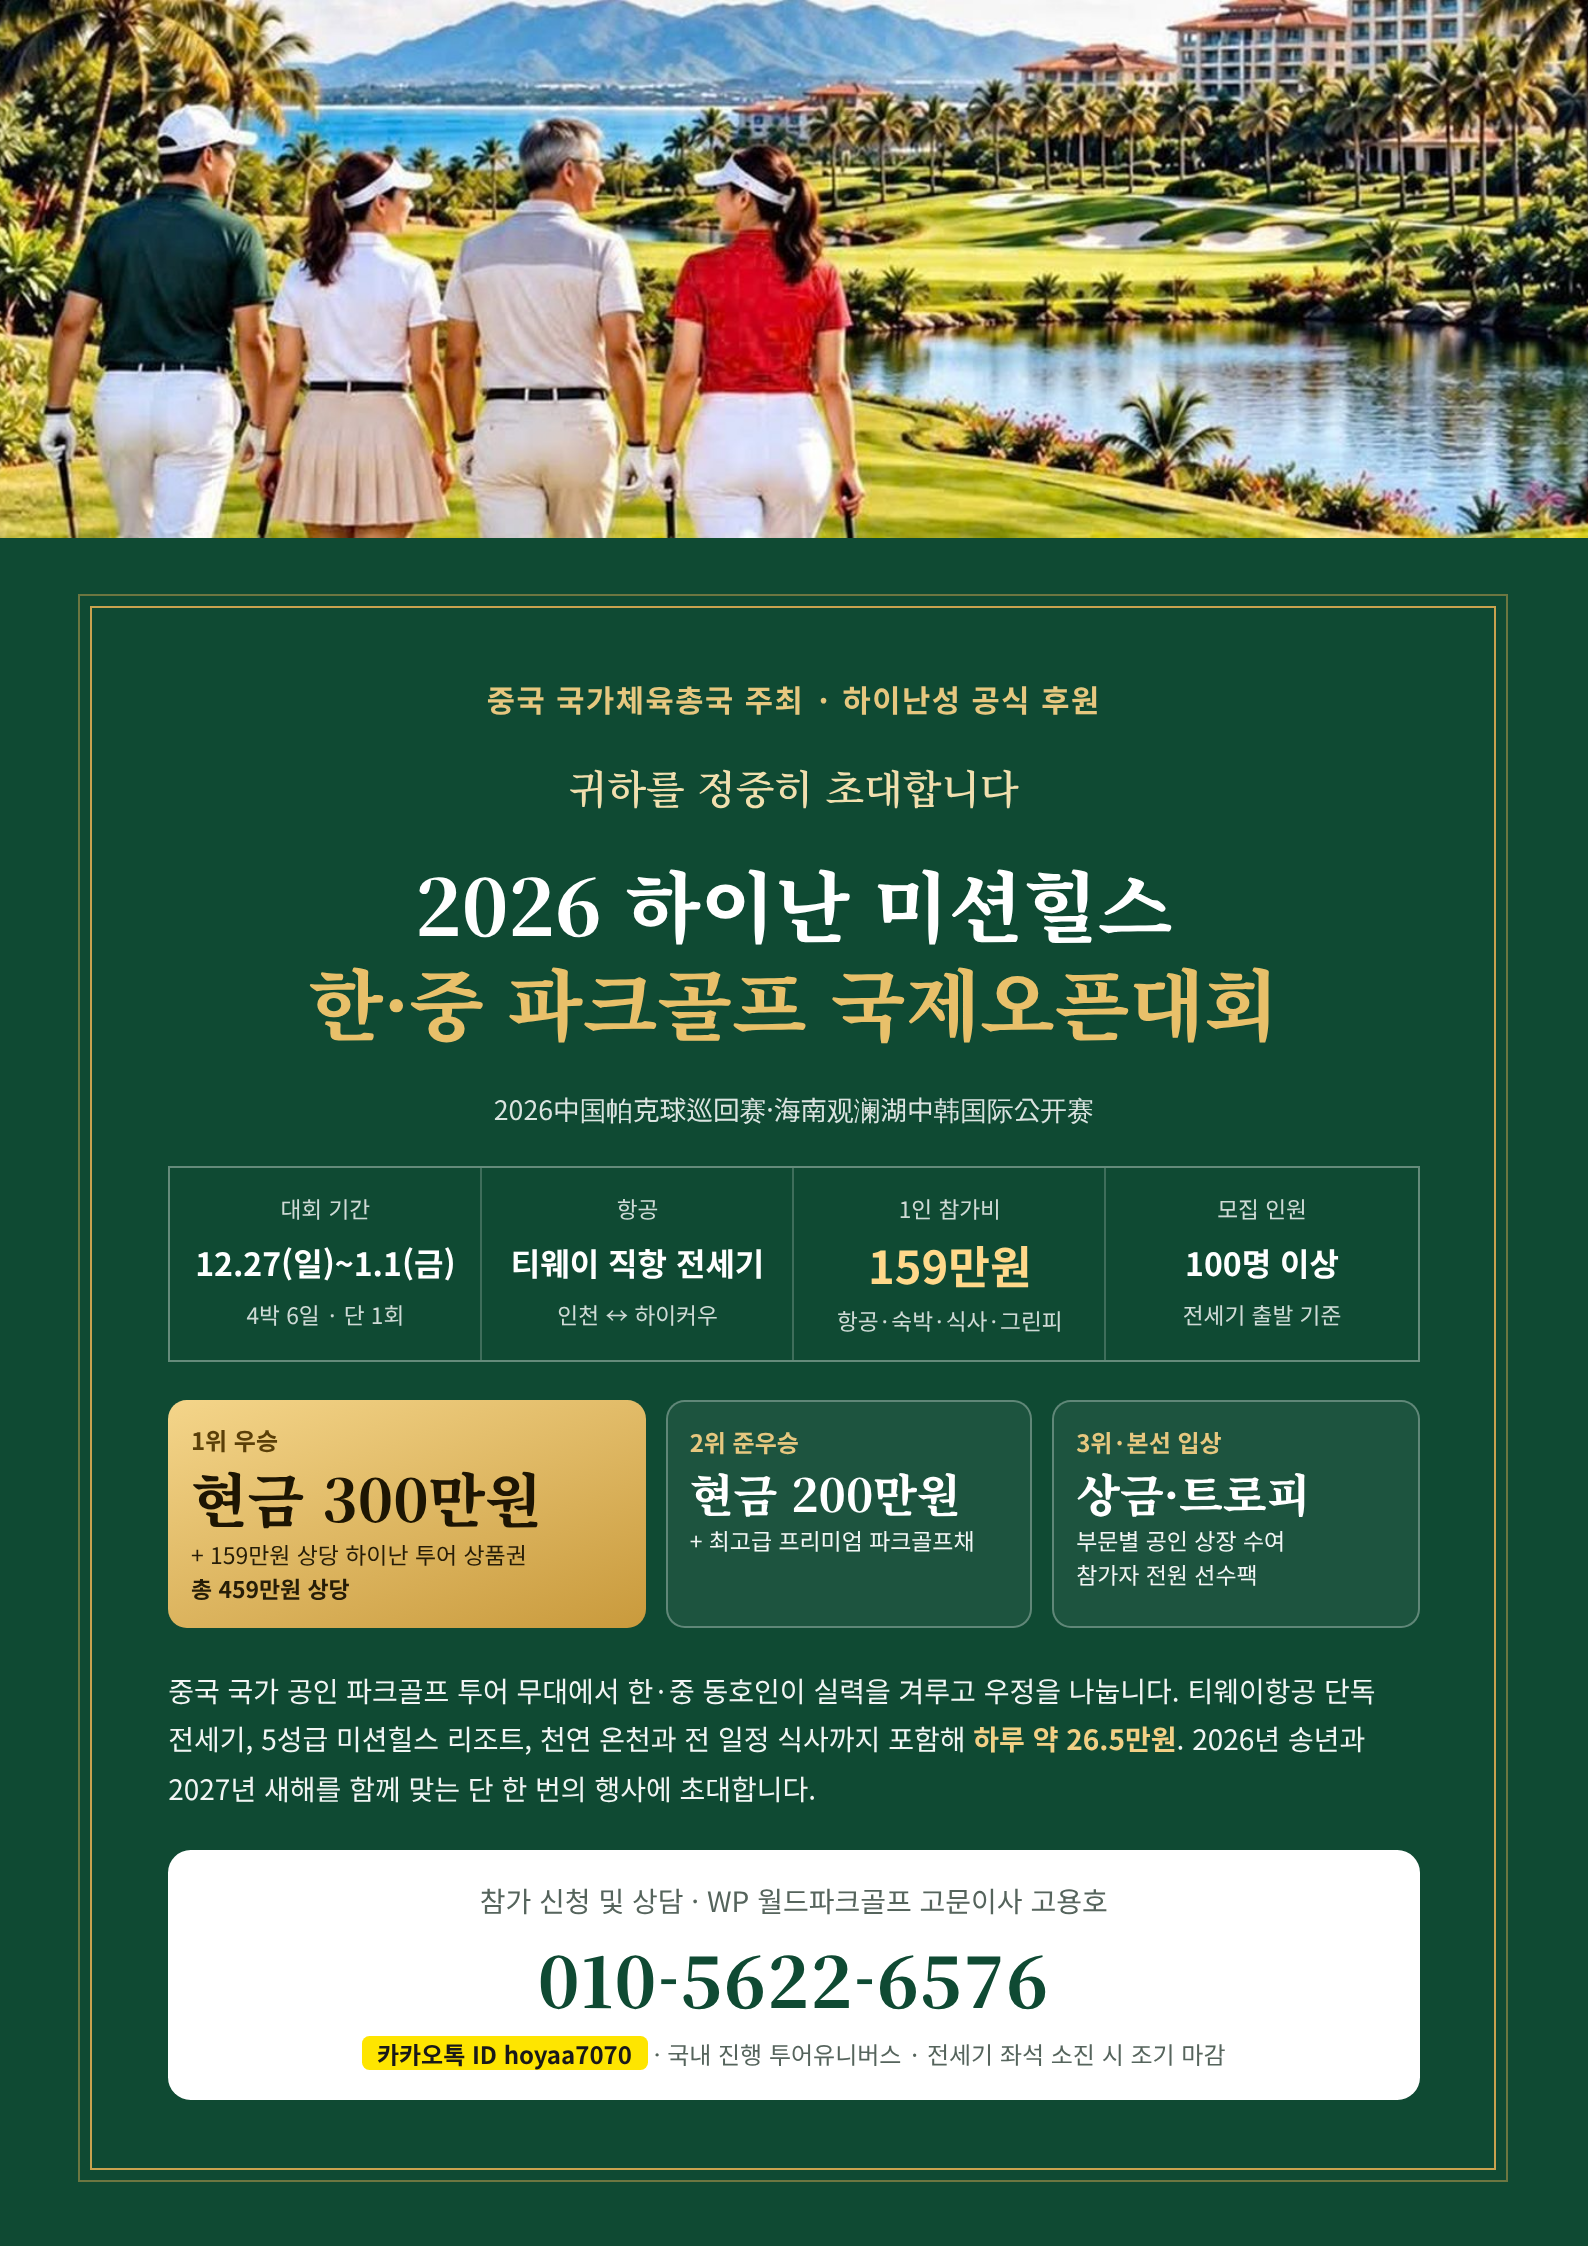 중국 국가체육총국 주최 · 하이난성 공식 후원
귀하를 정중히 초대합니다
2026 하이난 미션힐스
한·중 파크골프 국제오픈대회
2026中国帕克球巡回赛·海南观澜湖中韩国际公开赛
대회 기간
12.27(일)~1.1(금)
4박 6일 · 단 1회
항공
티웨이 직항 전세기
인천 ↔ 하이커우
1인 참가비
159만원
항공·숙박·식사·그린피
모집 인원
100명 이상
전세기 출발 기준
1위 우승
현금 300만원
+ 159만원 상당 하이난 투어 상품권
총 459만원 상당
2위 준우승
현금 200만원
+ 최고급 프리미엄 파크골프채
3위·본선 입상
상금·트로피
부문별 공인 상장 수여
참가자 전원 선수팩
중국 국가 공인 파크골프 투어 무대에서 한·중 동호인이 실력을 겨루고 우정을 나눕니다. 티웨이항공 단독
전세기, 5성급 미션힐스 리조트, 천연 온천과 전 일정 식사까지 포함해 하루 약 26.5만원. 2026년 송년과
2027년 새해를 함께 맞는 단 한 번의 행사에 초대합니다.
참가 신청 및 상담 · WP 월드파크골프 고문이사 고용호
010-5622-6576
카카오톡 ID hoyaa7070 · 국내 진행 투어유니버스 · 전세기 좌석 소진 시 조기 마감